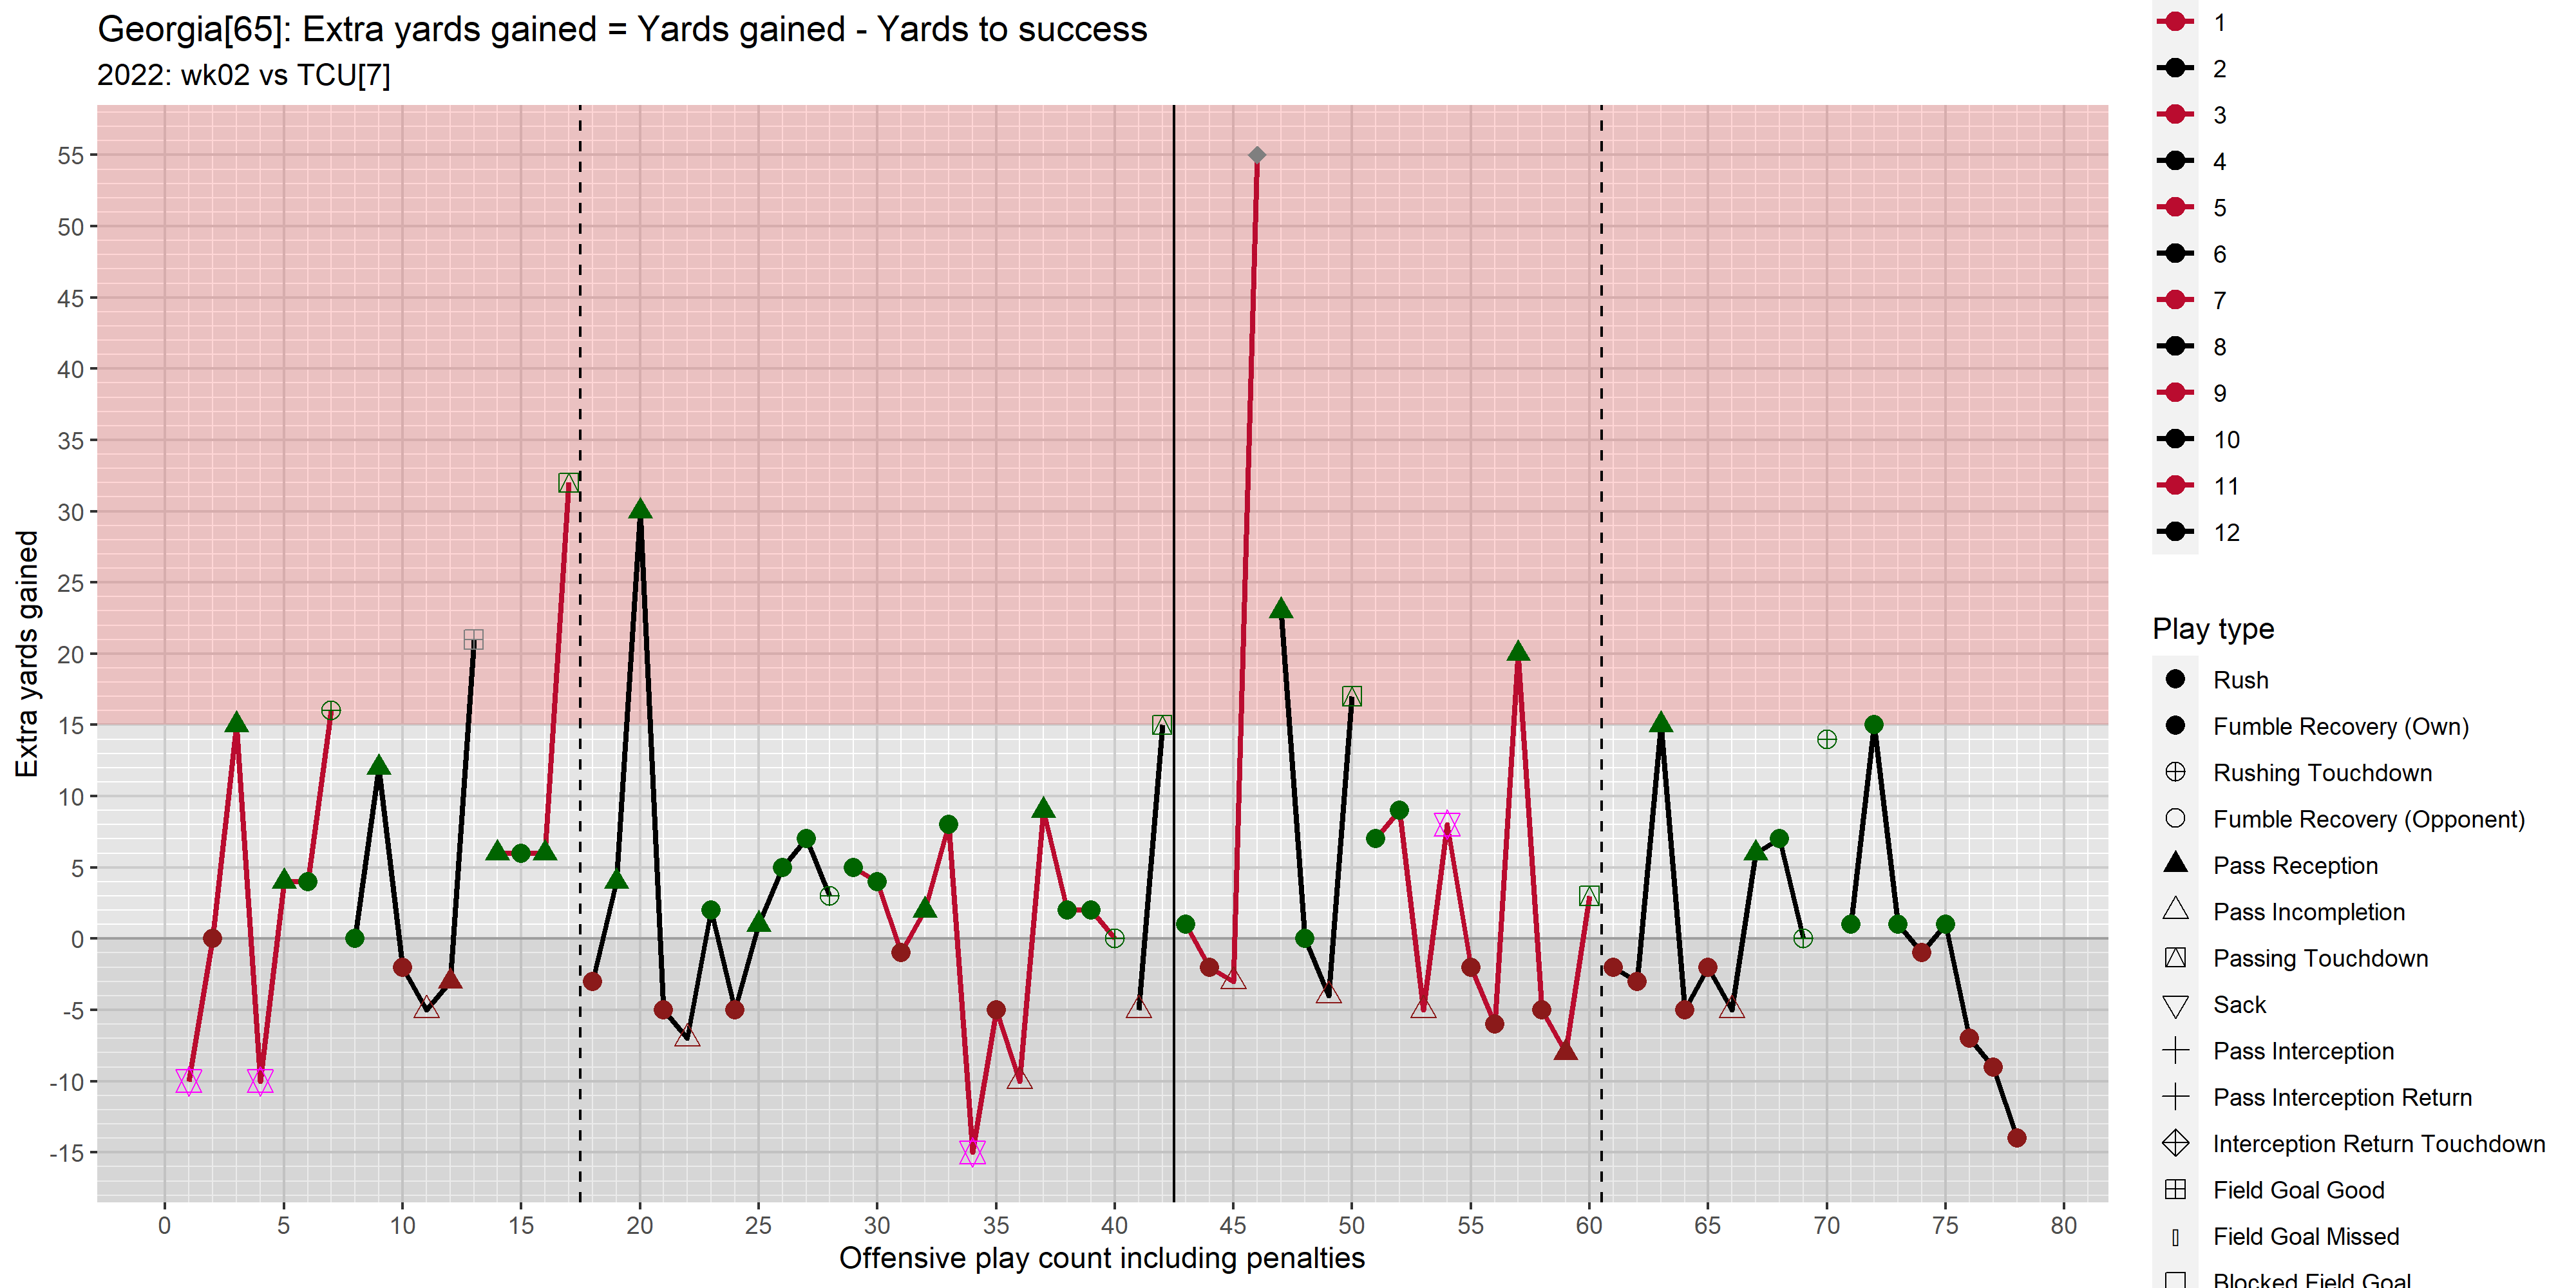 Georgia[65]: Extra yards gained = Yards gained - Yards to success
2022: wk02 vs TCU[7]
Extra yards gained
55
50
45
40
35
30
25
20
15
10
5
0
-5
-10
-15
0 5 10 15 20 25 30 35 40 45 50 55 60 65 70 75 80
Offensive play count including penalties
1
2
3
4
5
6
7
8
9
10
11
12
Play type
Rush
Fumble Recovery (Own)
Rushing Touchdown
Fumble Recovery (Opponent)
Pass Reception
Pass Incompletion
Passing Touchdown
Sack
Pass Interception
Pass Interception Return
Interception Return Touchdown
Field Goal Good
Field Goal Missed
Blocked Field Goal